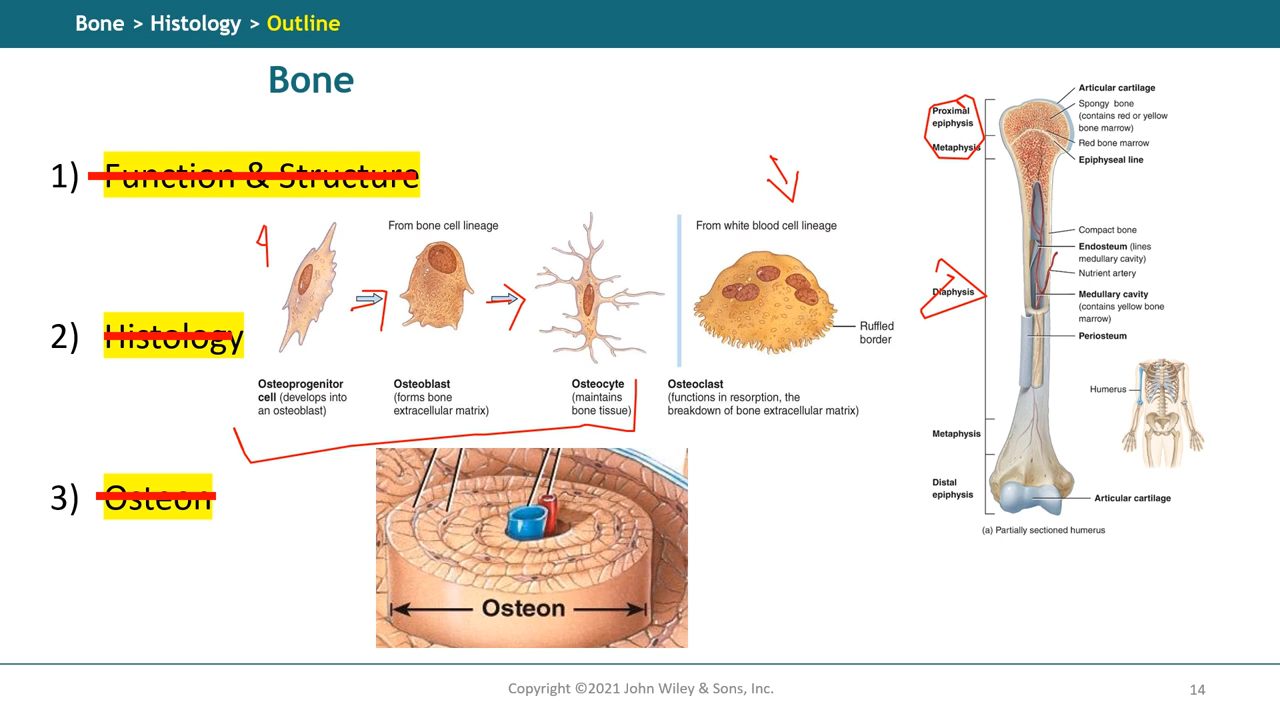 Bone > Histology > Outline
Bone
1) Function & Structure
2) Histology
3) Osteon
From bone cell lineage
From white blood cell lineage
Ruffled
border
Osteoprogenitor
cell (develops into
an osteoblast)
Osteoblast
(forms bone
extracellular matrix)
Osteocyte
(maintains
bone tissue)
Osteoclast
(functions in resorption, the
breakdown of bone extracellular matrix)
Osteon
Proximal
epiphysis
Metaphysis
Diaphysis
Metaphysis
Distal
epiphysis
Articular cartilage
Spongy bone
(contains red or yellow
bone marrow)
Red bone marrow
Epiphyseal line
Compact bone
Endosteum (lines
medullary cavity)
Nutrient artery
Medullary cavity
(contains yellow bone
marrow)
Periosteum
Humerus
Articular cartilage
(a) Partially sectioned humerus
Copyright ©2021 John Wiley & Sons, Inc.
14